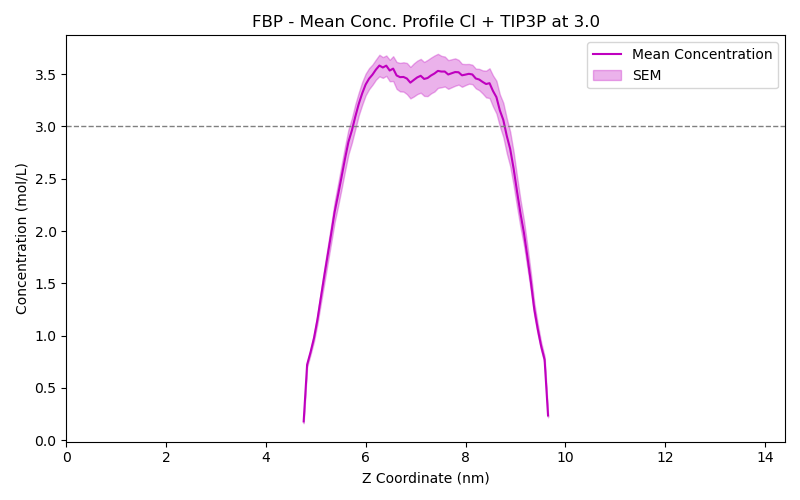 FBP - Mean Conc. Profile Cl + TIP3P at 3.0
Mean Concentration
SEM
Concentration (mol/L)
3.5
3.0
2.5
2.0
1.5
1.0
0.5
0.0
0 2 4 6 8 10 12 14
Z Coordinate (nm)